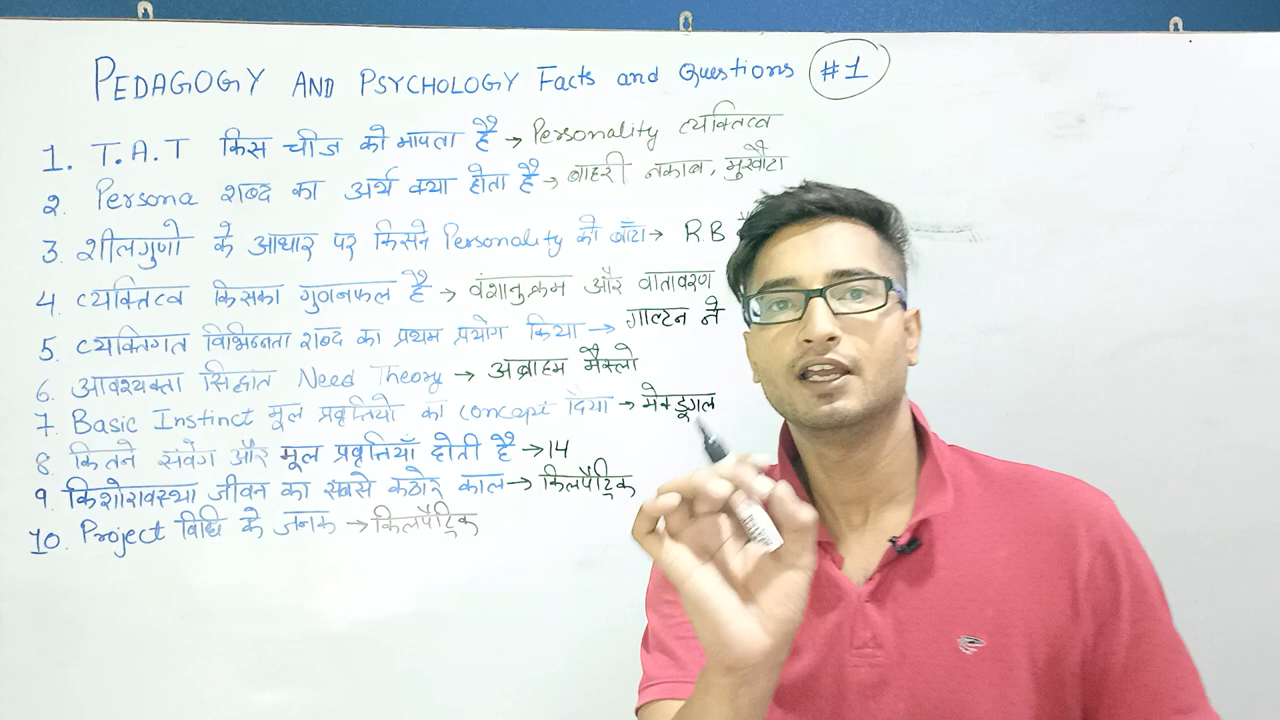 PEDAGOGY AND PSYCHOLOGY Facts and Questions #1
1. T.A.T किस चीज को मापता है → Personality व्यक्तित्व
2. Persona शब्द का अर्थ क्या होता है → बाहरी नकाब, मुखौटा
3. शीलगुणो के आधार पर किसने Personality को बाँटा → R.B
4. व्यक्तित्व किसका गुणनफल है → वंशानुक्रम और वातावरण
5. व्यक्तिगत विभिन्नता शब्द का प्रथम प्रयोग किया → गाल्टन ने
6. आवश्यक्ता सिद्धांत Need Theory → अब्राहम मैस्लो
7. Basic Instinct मूल प्रवृत्तियो का concept दिया → मेक्डूगल
8. कितने संवेग और मूल प्रवृत्तियाँ होती है → 14
9. किशोरावस्था जीवन का सबसे कठोर काल → किलपैट्रिक
10. Project विधि के जनक → किलपैट्रिक